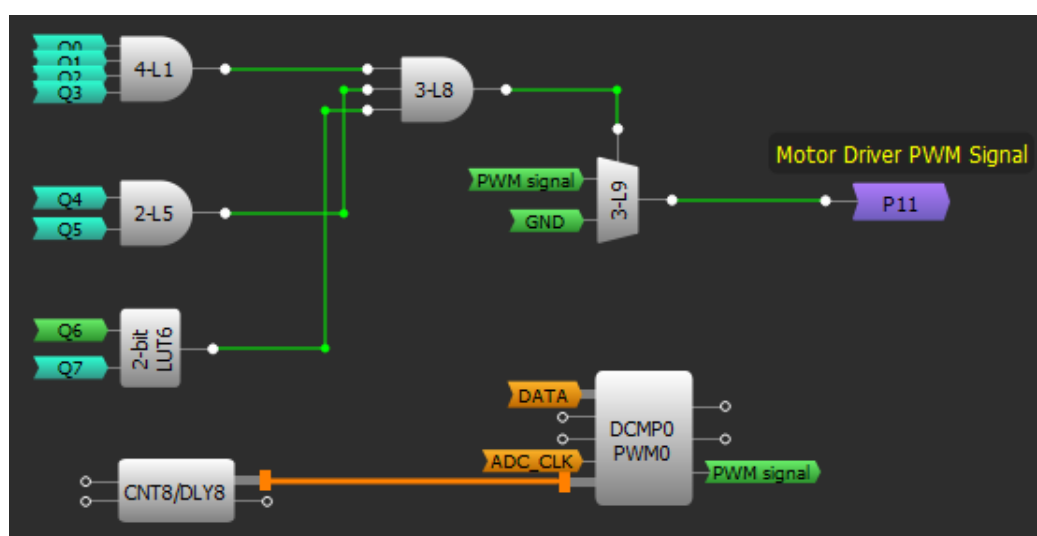 Q0
Q1
Q2
Q3
4-L1
3-L8
Motor Driver PWM Signal
PWM signal
3-L9
P11
GND
Q4
Q5
2-L5
Q6
Q7
2-bit
LUT6
DATA
ADC_CLK
DCMP0
PWM0
PWM signal
CNT8/DLY8